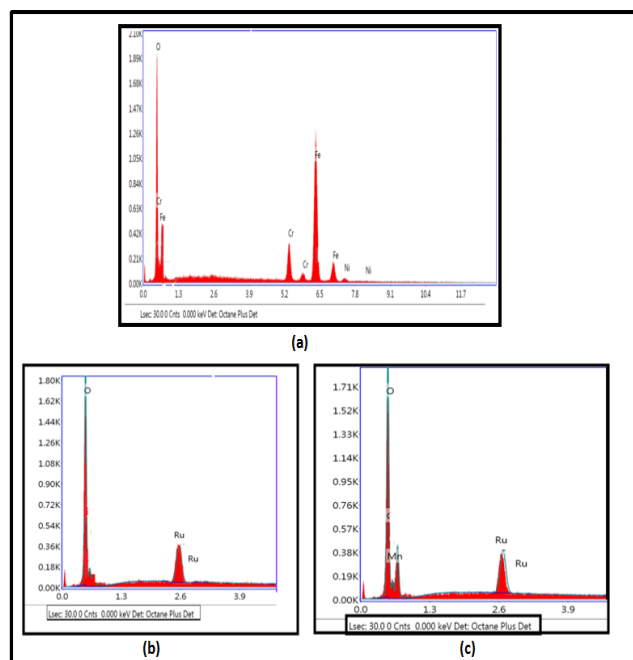 2.10K
O
1.89K
1.68K
1.47K
1.26K
Fe
1.05K
0.84K
0.63K
Cr
Fe
0.42K
Cr
0.21K
Fe
Cr
Ni
Ni
0.00K
0.0 1.3 2.6 3.9 5.2 6.5 7.8 9.1 10.4 11.7
Lsec: 30.0 0 Cnts 0.000 keV Det: Octane Plus Det
(a)
1.80K
O
1.62K
1.44K
1.26K
1.08K
0.90K
0.72K
0.54K
Ru
0.36K
Ru
0.18K
0.00K
0.0 1.3 2.6 3.9
Lsec: 30.0 0 Cnts 0.000 keV Det: Octane Plus Det
(b)
1.71K
O
1.52K
1.33K
1.14K
0.95K
0.76K
0.57K
Ru
0.38K
Mn
Ru
0.19K
0.00K
0.0 1.3 2.6 3.9
Lsec: 30.0 0 Cnts 0.000 keV Det: Octane Plus Det
(c)